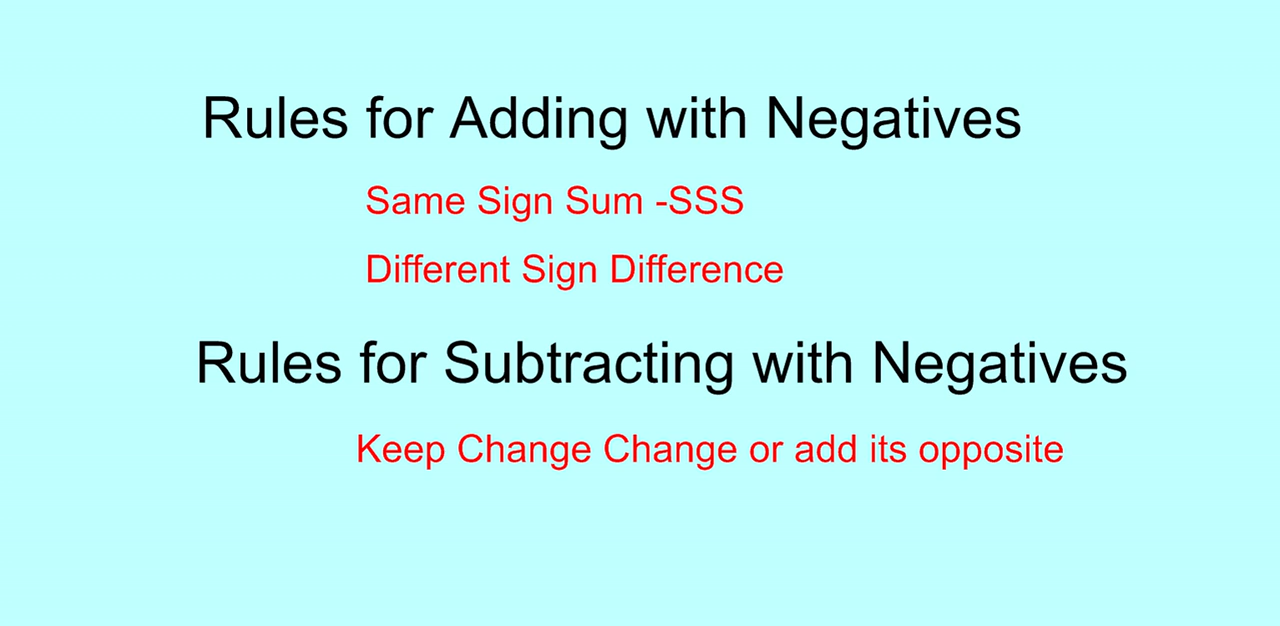 Rules for Adding with Negatives
Same Sign Sum -SSS
Different Sign Difference
Rules for Subtracting with Negatives
Keep Change Change or add its opposite